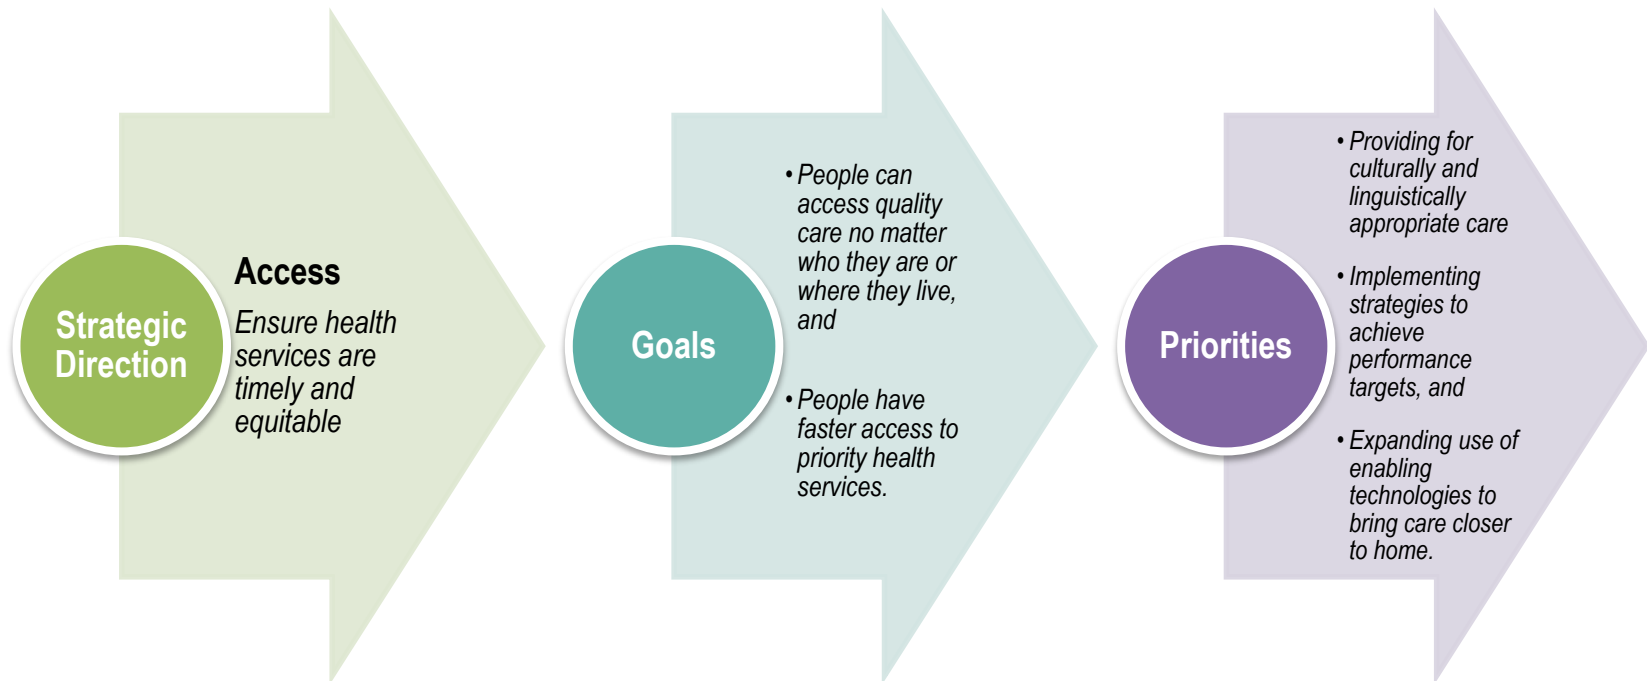 Strategic
Direction
Access
Ensure health
services are
timely and
equitable
Goals
• People can
access quality
care no matter
who they are or
where they live,
and
• People have
faster access to
priority health
services.
Priorities
• Providing for
culturally and
linguistically
appropriate care
• Implementing
strategies to
achieve
performance
targets, and
• Expanding use of
enabling
technologies to
bring care closer
to home.